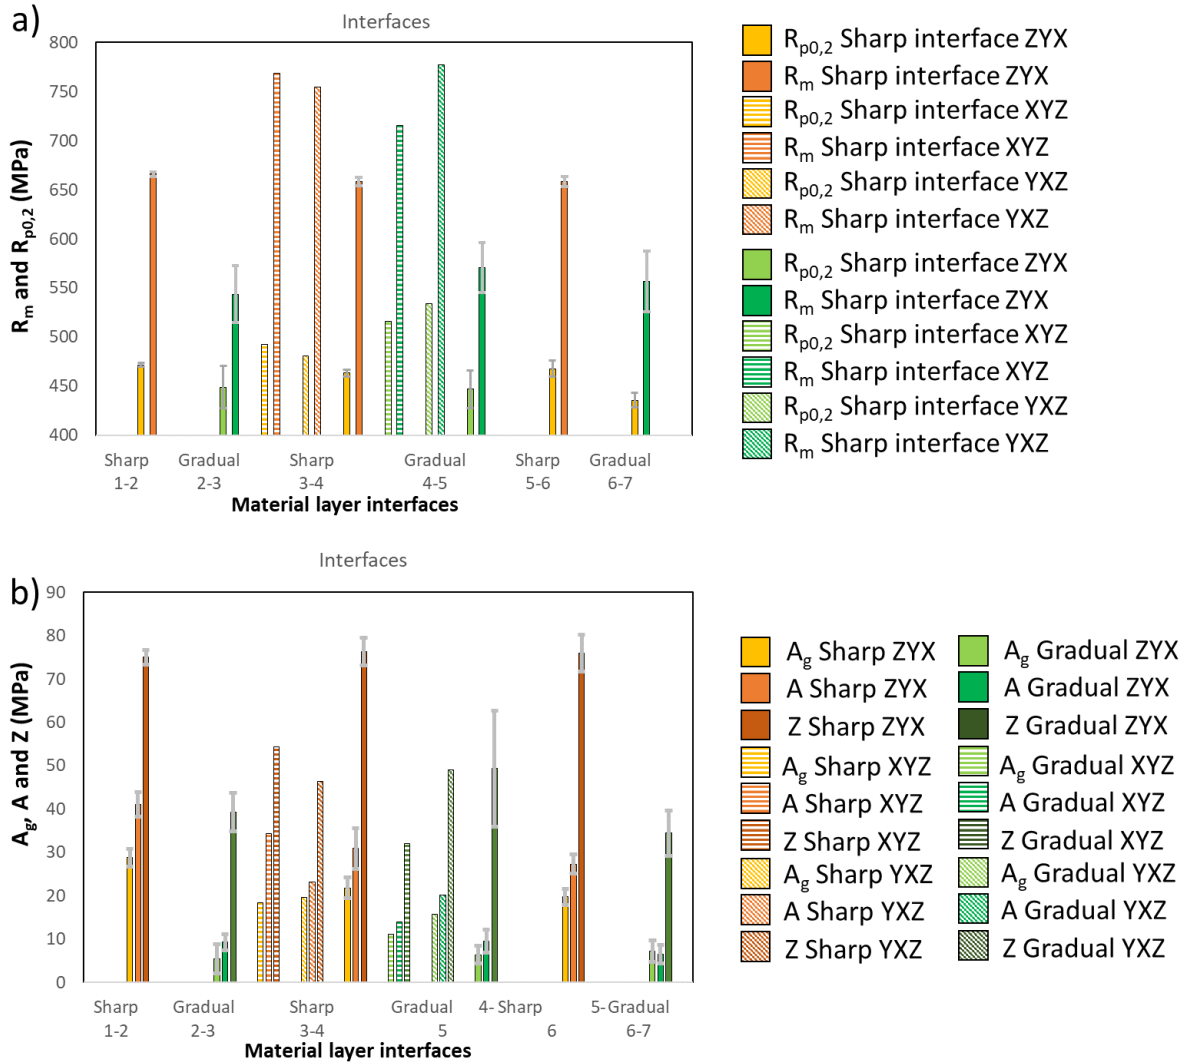 a)
Interfaces
800
750
700
650
600
550
500
450
400
Rm and Rp0,2 (MPa)
Sharp Gradual Sharp Gradual Sharp Gradual
1-2 2-3 3-4 4-5 5-6 6-7
Material layer interfaces
Rp0,2 Sharp interface ZYX
Rm Sharp interface ZYX
Rp0,2 Sharp interface XYZ
Rm Sharp interface XYZ
Rp0,2 Sharp interface YXZ
Rm Sharp interface YXZ
Rp0,2 Sharp interface ZYX
Rm Sharp interface ZYX
Rp0,2 Sharp interface XYZ
Rm Sharp interface XYZ
Rp0,2 Sharp interface YXZ
Rm Sharp interface YXZ
b)
Interfaces
90
80
70
60
50
40
30
20
10
0
Ag, A and Z (MPa)
Sharp Gradual Sharp Gradual 4-Sharp 5-Gradual
1-2 2-3 3-4 5 6 6-7
Material layer interfaces
Ag Sharp ZYX
A Sharp ZYX
Z Sharp ZYX
Ag Sharp XYZ
A Sharp XYZ
Z Sharp XYZ
Ag Sharp YXZ
A Sharp YXZ
Z Sharp YXZ
Ag Gradual ZYX
A Gradual ZYX
Z Gradual ZYX
Ag Gradual XYZ
A Gradual XYZ
Z Gradual XYZ
Ag Gradual YXZ
A Gradual YXZ
Z Gradual YXZ